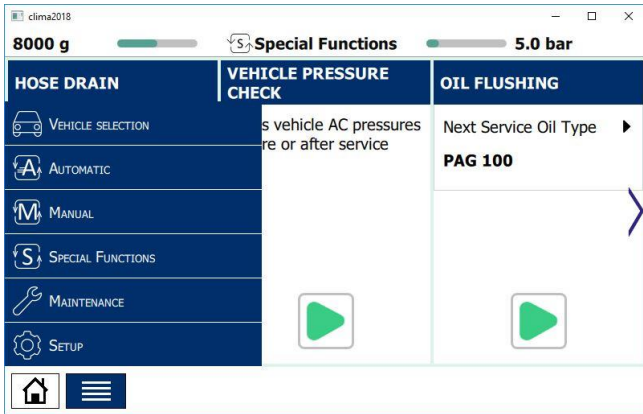 clima2018
8000 g
Special Functions
5.0 bar
HOSE DRAIN
VEHICLE PRESSURE
CHECK
OIL FLUSHING
VEHICLE SELECTION
AUTOMATIC
MANUAL
SPECIAL FUNCTIONS
MAINTENANCE
SETUP
s vehicle AC pressures
re or after service
Next Service Oil Type
PAG 100